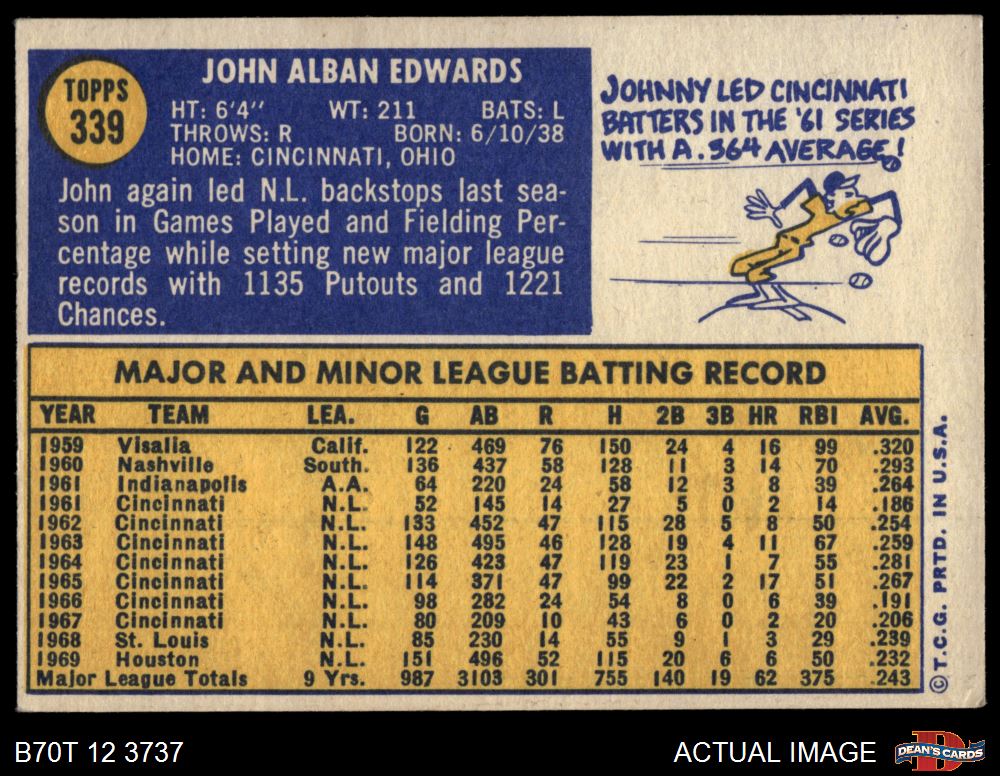 TOPPS
339
JOHN ALBAN EDWARDS
HT: 6'4" WT: 211 BATS: L
THROWS: R BORN: 6/10/38
HOME: CINCINNATI, OHIO
John again led N.L. backstops last sea-
son in Games Played and Fielding Per-
centage while setting new major league
records with 1135 Putouts and 1221
Chances.
JOHNNY LED CINCINNATI
BATTERS IN THE '61 SERIES
WITH A .364 AVERAGE!
MAJOR AND MINOR LEAGUE BATTING RECORD
YEAR TEAM LEA. G AB R H 2B 3B HR RBI AVG.
1959 Visalia Calif. 122 469 76 150 24 4 16 99 .320
1960 Nashville South. 136 437 58 128 11 3 14 70 .293
1961 Indianapolis A.A. 64 220 24 58 12 3 8 39 .264
1961 Cincinnati N.L. 52 145 14 27 5 0 2 14 .186
1962 Cincinnati N.L. 133 452 47 115 28 5 8 50 .254
1963 Cincinnati N.L. 148 495 46 128 19 4 11 67 .259
1964 Cincinnati N.L. 126 423 47 119 23 1 7 55 .281
1965 Cincinnati N.L. 114 371 47 99 22 2 17 51 .267
1966 Cincinnati N.L. 98 282 24 54 8 0 6 39 .191
1967 Cincinnati N.L. 80 209 10 43 6 0 2 20 .206
1968 St. Louis N.L. 85 230 14 55 9 1 3 29 .239
1969 Houston N.L. 151 496 52 115 20 6 6 50 .232
Major League Totals 9 Yrs. 987 3103 301 755 140 19 62 375 .243
©T.C.G. PRTD. IN U.S.A.
B70T 12 3737
ACTUAL IMAGE
D
DEAN'S CARDS